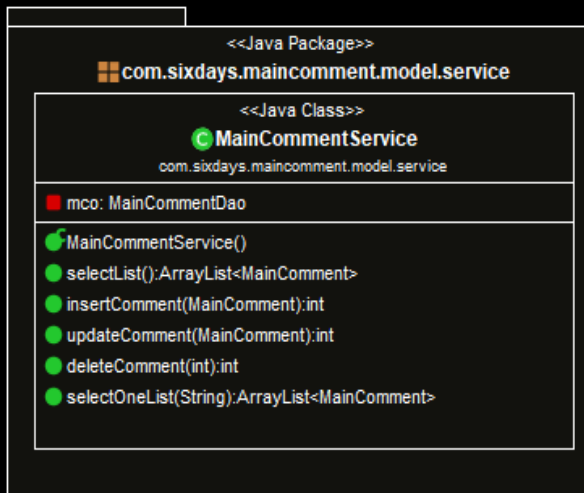 <<Java Package>>
com.sixdays.maincomment.model.service
<<Java Class>>
C MainCommentService
com.sixdays.maincomment.model.service
mco: MainCommentDao
MainCommentService()
selectList():ArrayList<MainComment>
insertComment(MainComment):int
updateComment(MainComment):int
deleteComment(int):int
selectOneList(String):ArrayList<MainComment>